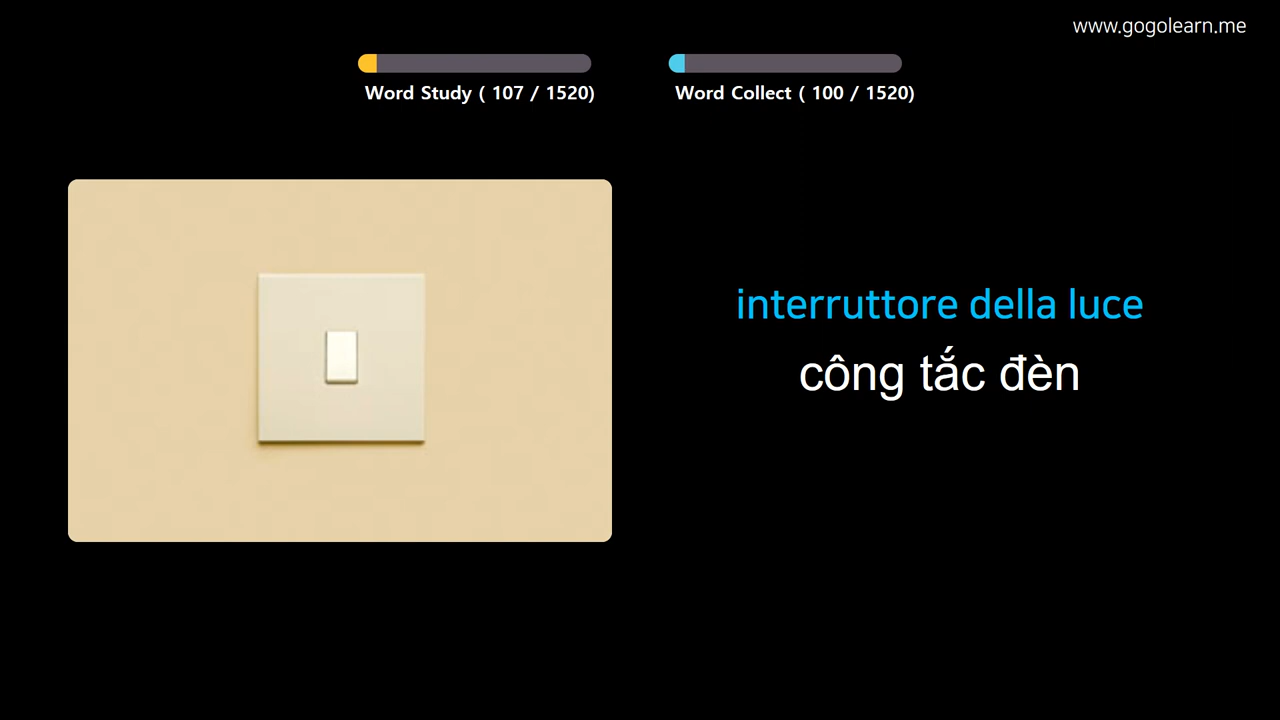 www.gogolearn.me
Word Study ( 107 / 1520)
Word Collect ( 100 / 1520)
interruttore della luce
công tắc đèn